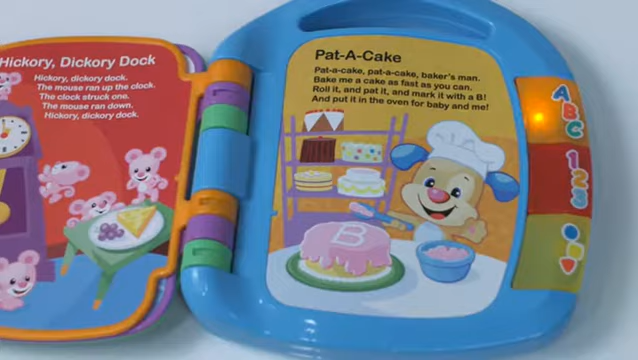 Hickory, Dickory Dock
Hickory, dickory dock.
The mouse ran up the clock.
The clock struck one.
The mouse ran down.
Hickory, dickory dock.
Pat-A-Cake
Pat-a-cake, pat-a-cake, baker's man.
Bake me a cake as fast as you can.
Roll it, and pat it, and mark it with a B!
And put it in the oven for baby and me!
B
ABC
123